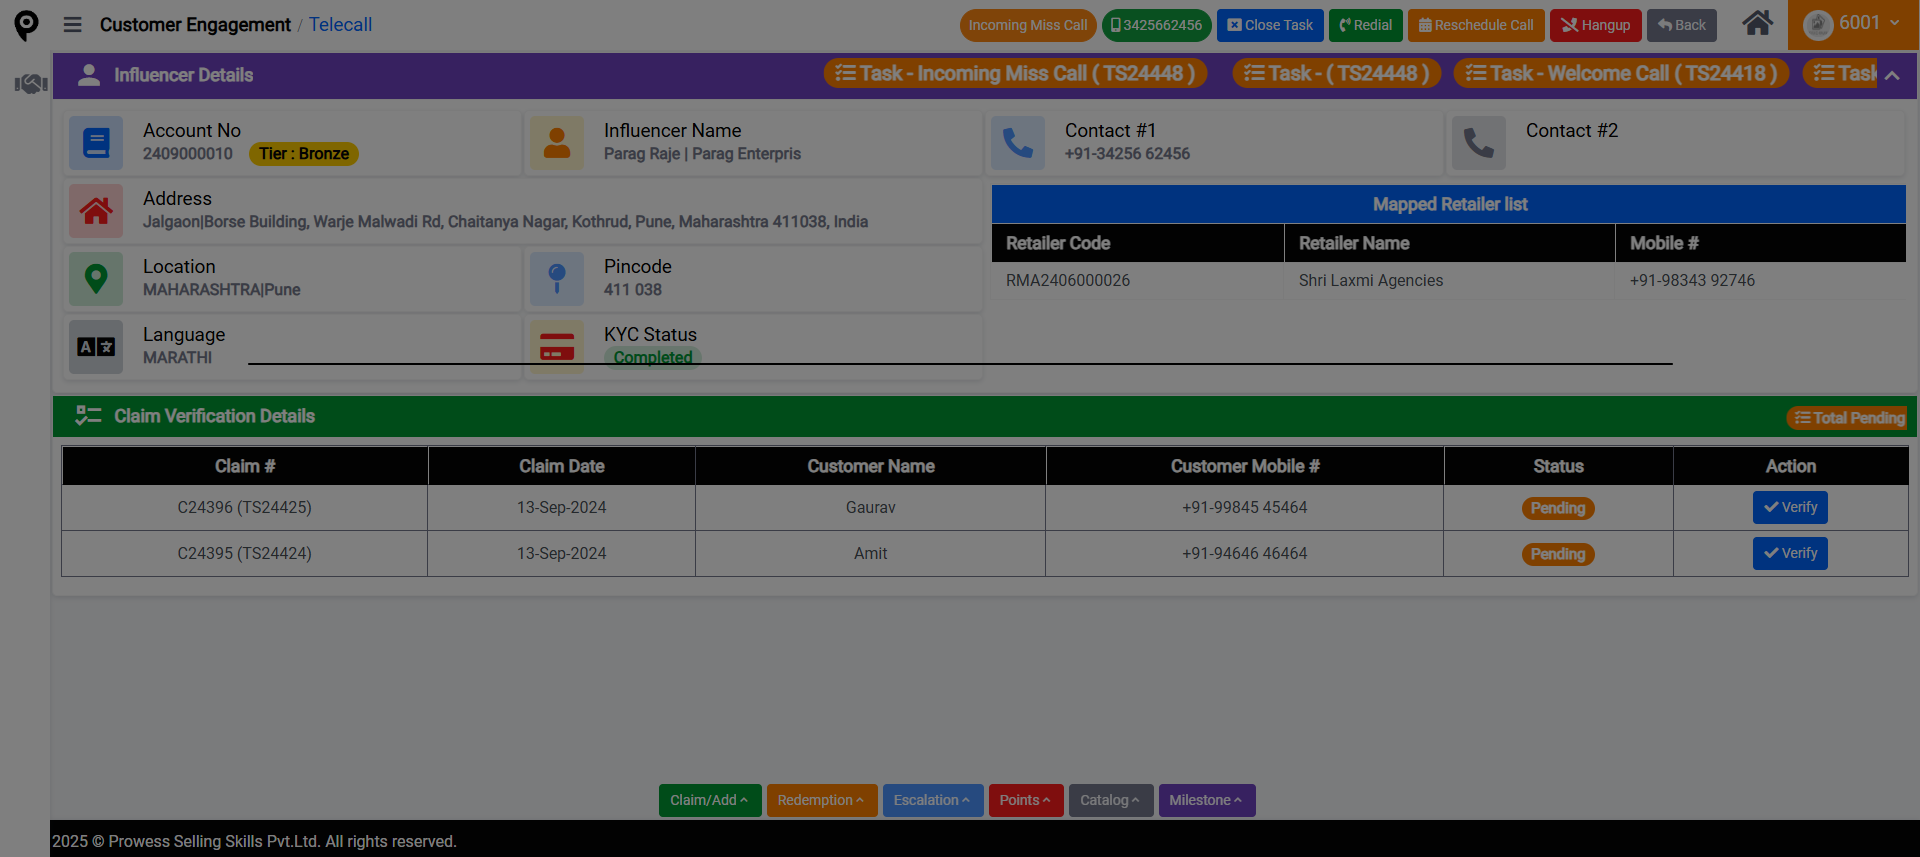 Customer Engagement / Telecall
Incoming Miss Call 3425662456 Close Task Redial Reschedule Call Hangup Back 6001
Influencer Details
Task - Incoming Miss Call ( TS24448 ) Task - ( TS24448 ) Task - Welcome Call ( TS24418 ) Task
Account No
2409000010 Tier : Bronze
Influencer Name
Parag Raje | Parag Enterpris
Contact #1
+91-34256 62456
Contact #2
Address
Jalgaon|Borse Building, Warje Malwadi Rd, Chaitanya Nagar, Kothrud, Pune, Maharashtra 411038, India
Mapped Retailer list
Retailer Code Retailer Name Mobile #
RMA2406000026 Shri Laxmi Agencies +91-98343 92746
Location
MAHARASHTRA|Pune
Pincode
411 038
Language
MARATHI
KYC Status
Completed
Claim Verification Details Total Pending
Claim # Claim Date Customer Name Customer Mobile # Status Action
C24396 (TS24425) 13-Sep-2024 Gaurav +91-99845 45464 Pending Verify
C24395 (TS24424) 13-Sep-2024 Amit +91-94646 46464 Pending Verify
Claim/Add Redemption Escalation Points Catalog Milestone
2025 © Prowess Selling Skills Pvt.Ltd. All rights reserved.